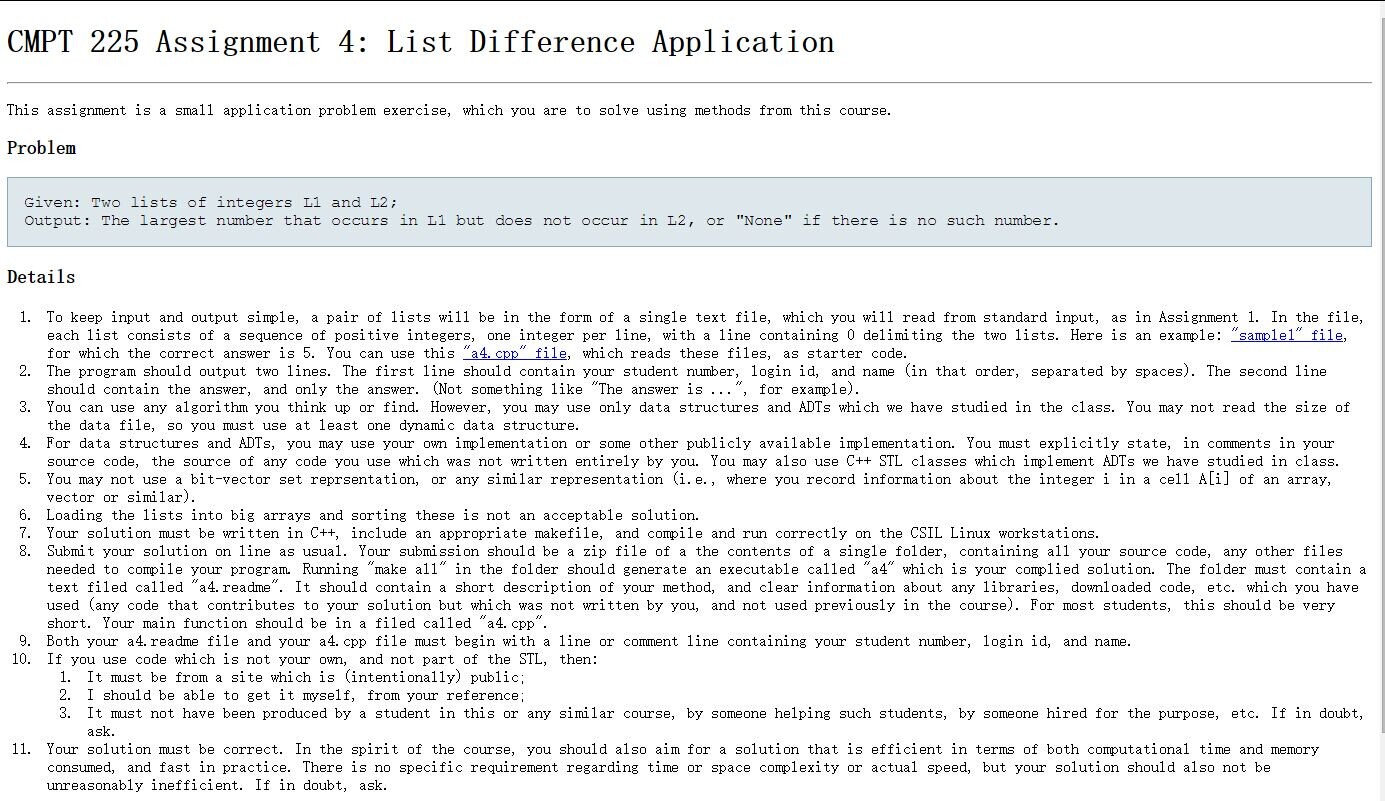 CMPT 225 Assignment 4: List Difference Application
This assignment is a small application problem exercise, which you are to solve using methods from this course.
Problem
Given: Two lists of integers L1 and L2;
Output: The largest number that occurs in L1 but does not occur in L2, or "None" if there is no such number.
Details
1. To keep input and output simple, a pair of lists will be in the form of a single text file, which you will read from standard input, as in Assignment 1. In the file,
each list consists of a sequence of positive integers, one integer per line, with a line containing 0 delimiting the two lists. Here is an example: "sample1" file,
for which the correct answer is 5. You can use this "a4.cpp" file, which reads these files, as starter code.
2. The program should output two lines. The first line should contain your student number, login id, and name (in that order, separated by spaces). The second line
should contain the answer, and only the answer. (Not something like "The answer is ...", for example).
3. You can use any algorithm you think up or find. However, you may use only data structures and ADTs which we have studied in the class. You may not read the size of
the data file, so you must use at least one dynamic data structure.
4. For data structures and ADTs, you may use your own implementation or some other publicly available implementation. You must explicitly state, in comments in your
source code, the source of any code you use which was not written entirely by you. You may also use C++ STL classes which implement ADTs we have studied in class.
5. You may not use a bit-vector set reprsentation, or any similar representation (i.e., where you record information about the integer i in a cell A[i] of an array,
vector or similar).
6. Loading the lists into big arrays and sorting these is not an acceptable solution.
7. Your solution must be written in C++, include an appropriate makefile, and compile and run correctly on the CSIL Linux workstations.
8. Submit your solution on line as usual. Your submission should be a zip file of a the contents of a single folder, containing all your source code, any other files
needed to compile your program. Running "make all" in the folder should generate an executable called "a4" which is your complied solution. The folder must contain a
text filed called "a4.readme". It should contain a short description of your method, and clear information about any libraries, downloaded code, etc. which you have
used (any code that contributes to your solution but which was not written by you, and not used previously in the course). For most students, this should be very
short. Your main function should be in a filed called "a4.cpp".
9. Both your a4.readme file and your a4.cpp file must begin with a line or comment line containing your student number, login id, and name.
10. If you use code which is not your own, and not part of the STL, then:
1. It must be from a site which is (intentionally) public;
2. I should be able to get it myself, from your reference;
3. It must not have been produced by a student in this or any similar course, by someone helping such students, by someone hired for the purpose, etc. If in doubt,
ask.
11. Your solution must be correct. In the spirit of the course, you should also aim for a solution that is efficient in terms of both computational time and memory
consumed, and fast in practice. There is no specific requirement regarding time or space complexity or actual speed, but your solution should also not be
unreasonably inefficient. If in doubt, ask.